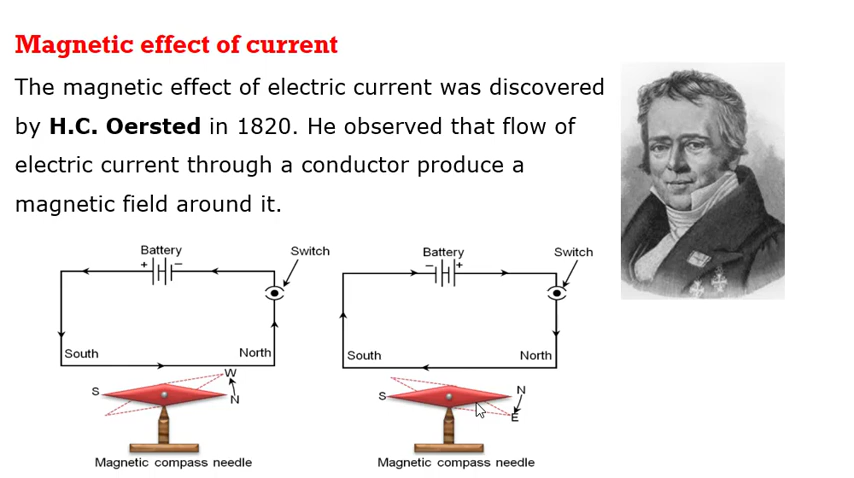 Magnetic effect of current
The magnetic effect of electric current was discovered
by H.C. Oersted in 1820. He observed that flow of
electric current through a conductor produce a
magnetic field around it.
Battery
Switch
+ −
South
North
W
S
N
Magnetic compass needle
Battery
Switch
− +
South
North
N
S
E
Magnetic compass needle